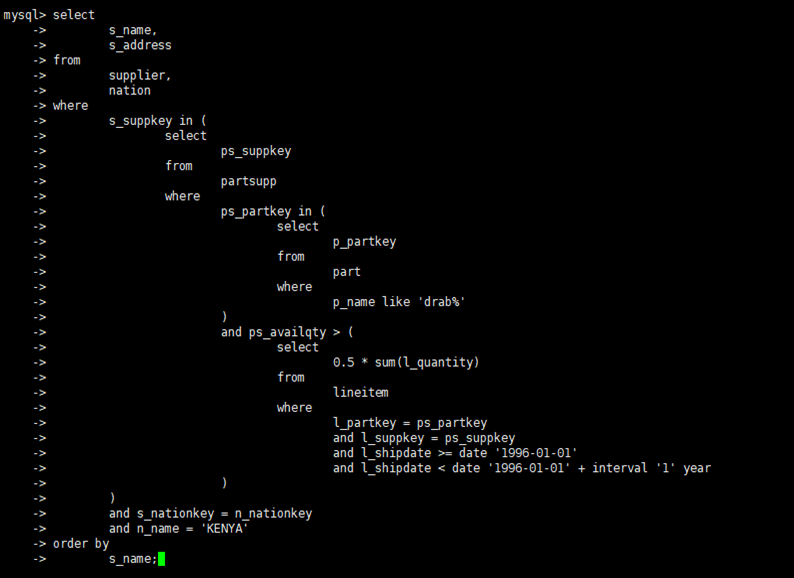 mysql> select
    ->         s_name,
    ->         s_address
    -> from
    ->         supplier,
    ->         nation
    -> where
    ->         s_suppkey in (
    ->                 select
    ->                         ps_suppkey
    ->                 from
    ->                         partsupp
    ->                 where
    ->                         ps_partkey in (
    ->                                 select
    ->                                         p_partkey
    ->                                 from
    ->                                         part
    ->                                 where
    ->                                         p_name like 'drab%'
    ->                         )
    ->                         and ps_availqty > (
    ->                                 select
    ->                                         0.5 * sum(l_quantity)
    ->                                 from
    ->                                         lineitem
    ->                                 where
    ->                                         l_partkey = ps_partkey
    ->                                         and l_suppkey = ps_suppkey
    ->                                         and l_shipdate >= date '1996-01-01'
    ->                                         and l_shipdate < date '1996-01-01' + interval '1' year
    ->                         )
    ->         )
    ->         and s_nationkey = n_nationkey
    ->         and n_name = 'KENYA'
    -> order by
    ->         s_name;